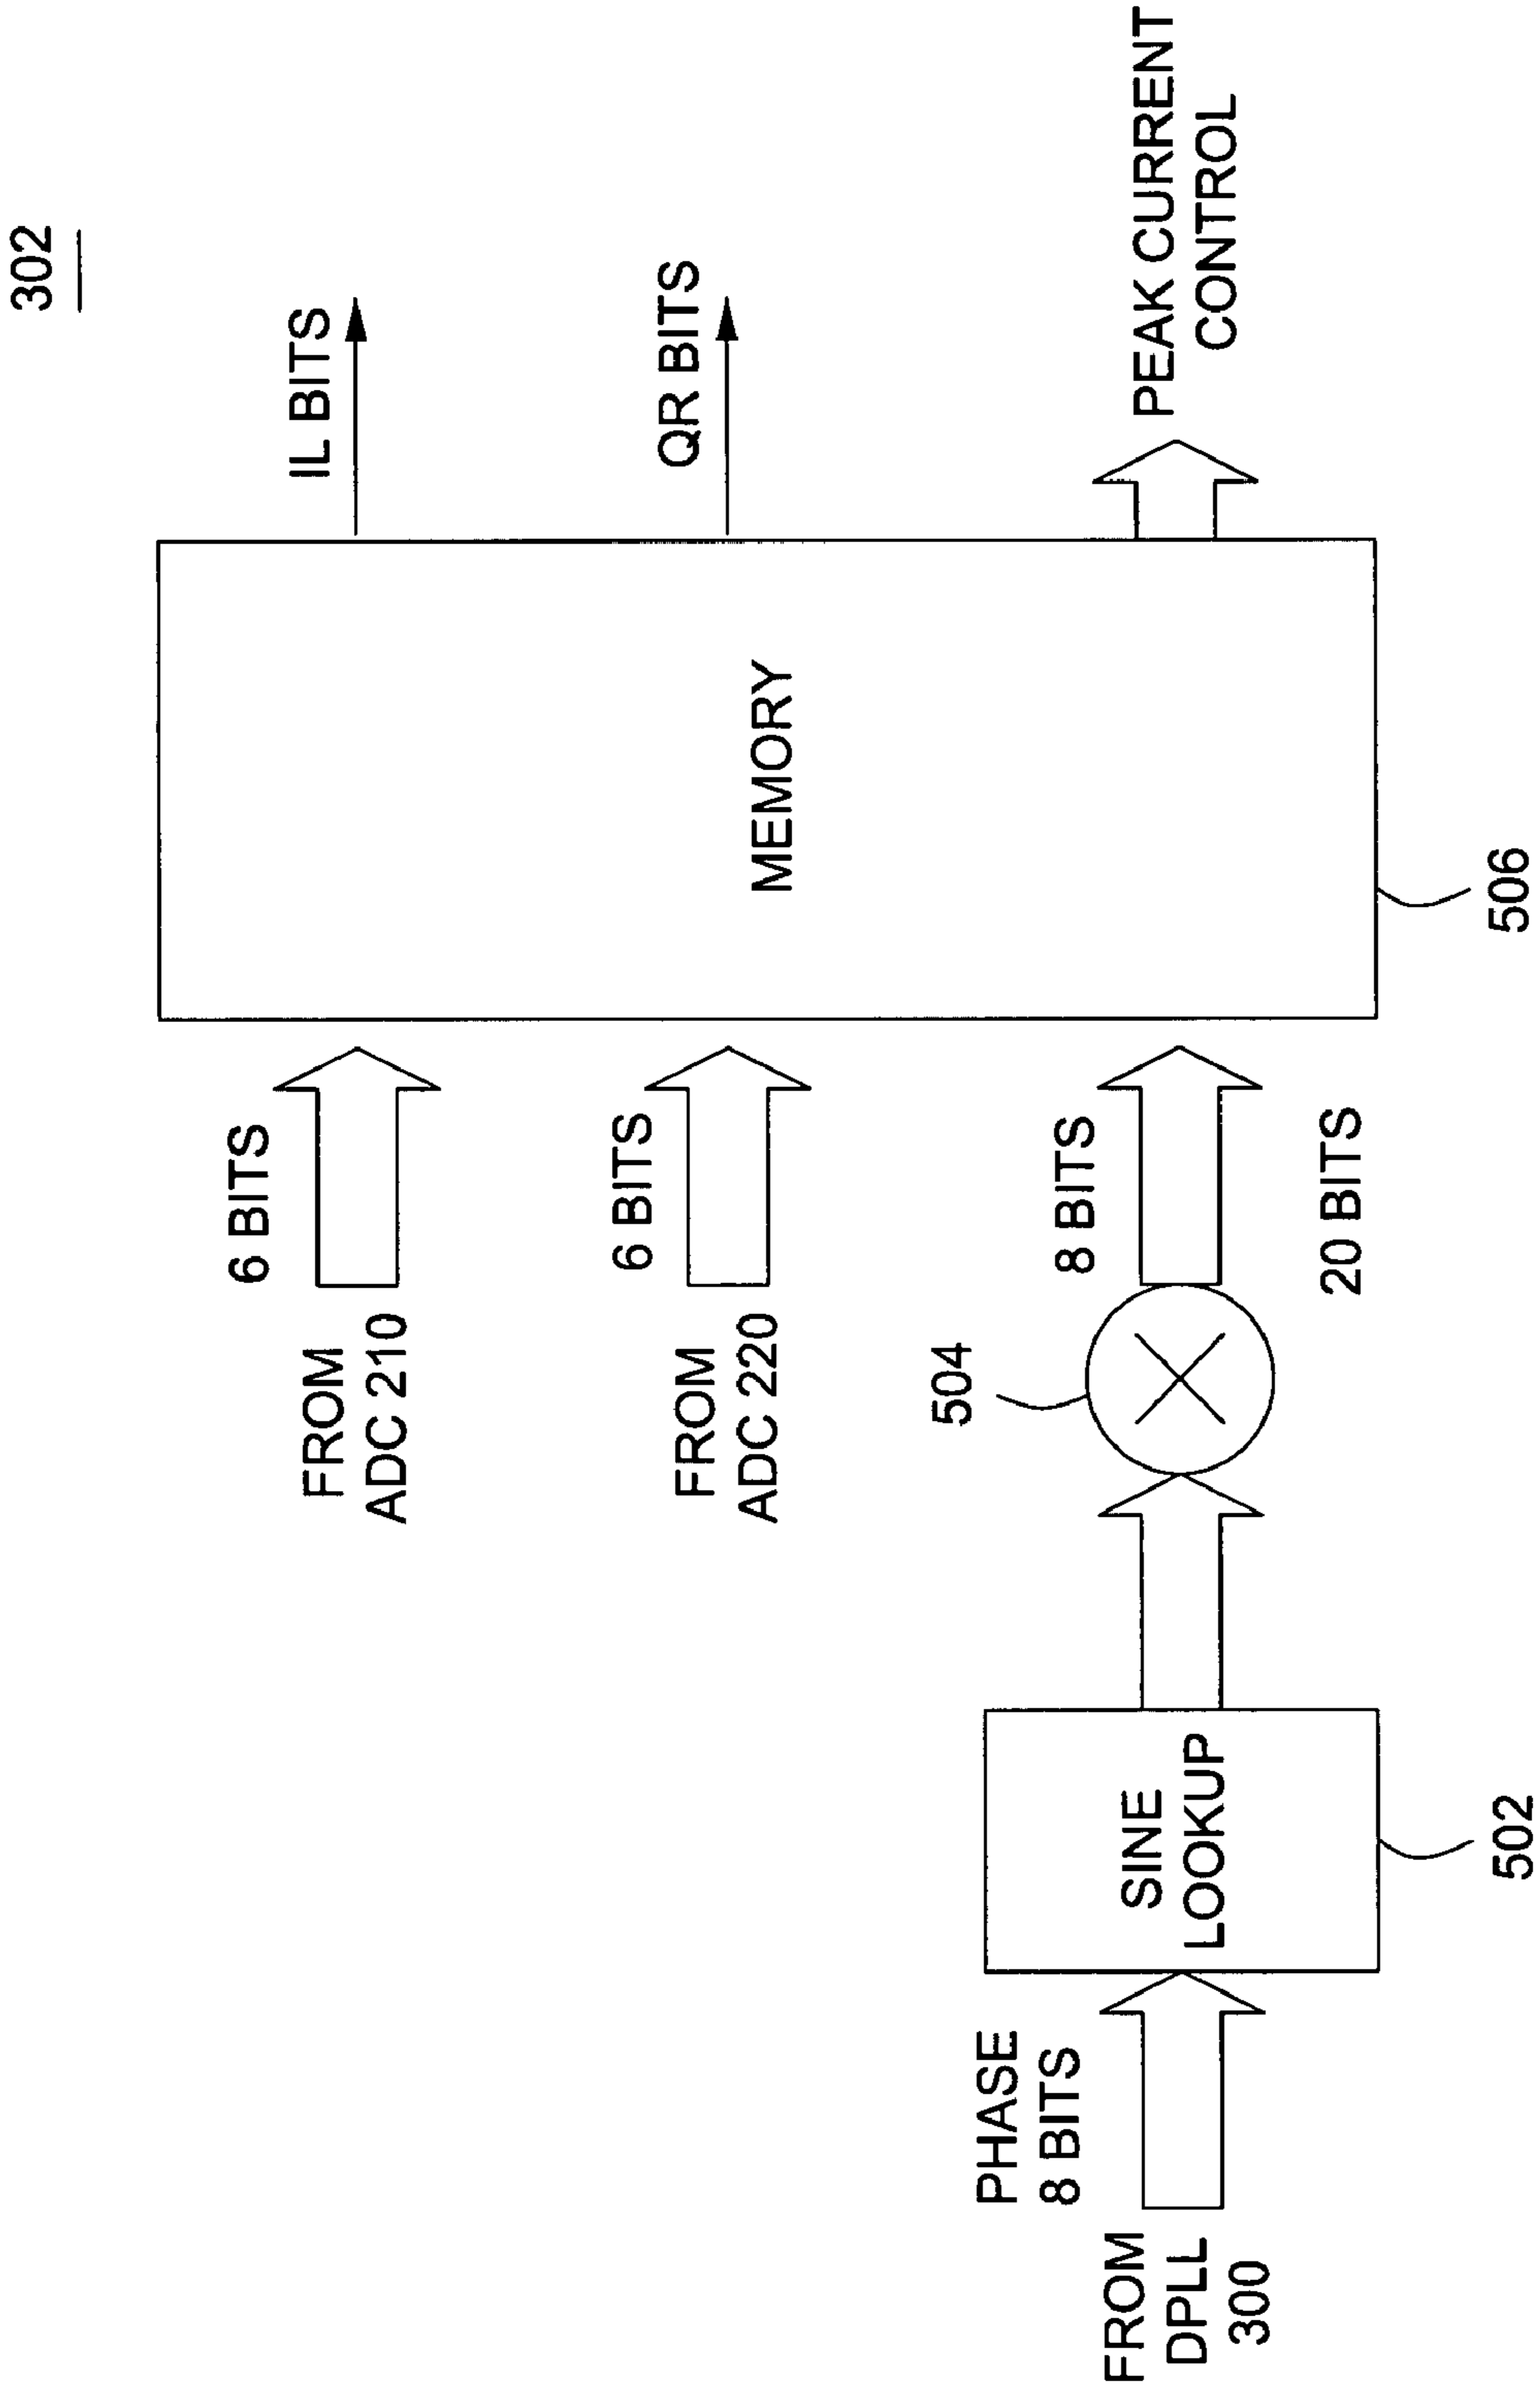 302
FROM
ADC 210
6 BITS
IL BITS
FROM
ADC 220
6 BITS
QR BITS
MEMORY
506
FROM
DPLL
300
PHASE
8 BITS
SINE
LOOKUP
502
504
8 BITS
20 BITS
PEAK CURRENT
CONTROL